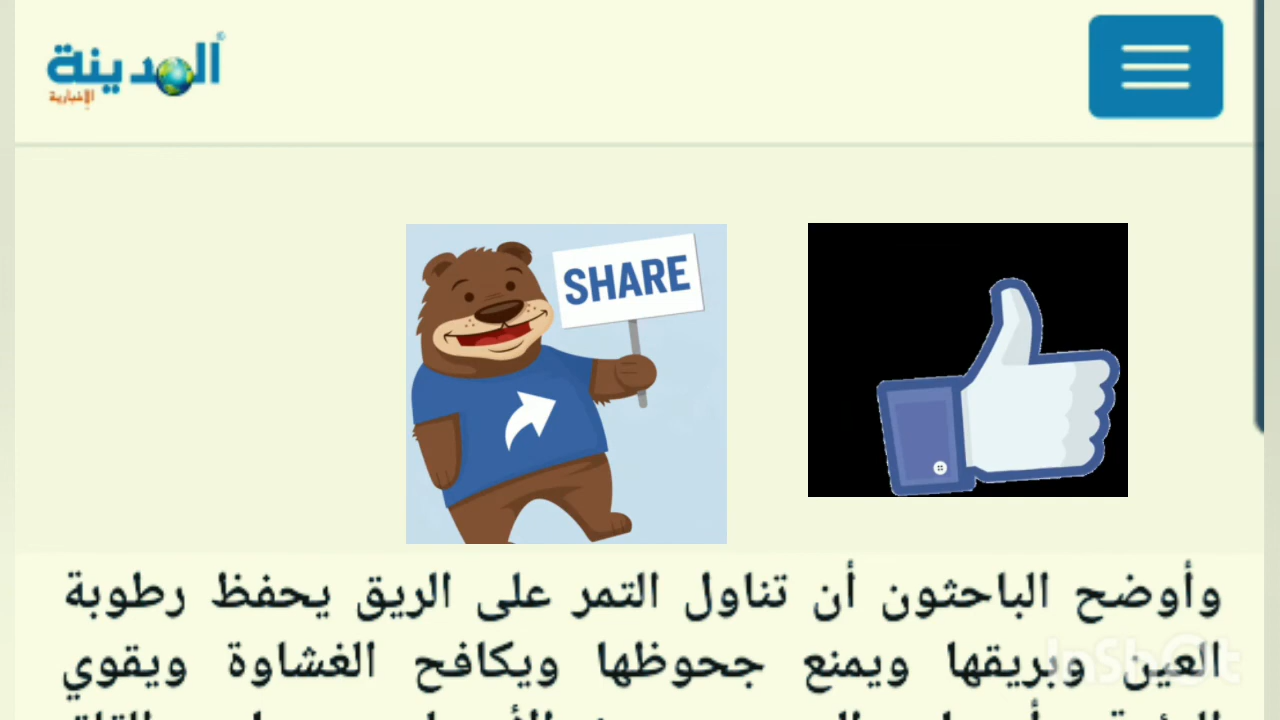 المدينة
الإخبارية
SHARE
وأوضح الباحثون أن تناول التمر على الريق يحفظ رطوبة
العين وبريقها ويمنع جحوظها ويكافح الغشاوة ويقوي
InShOt